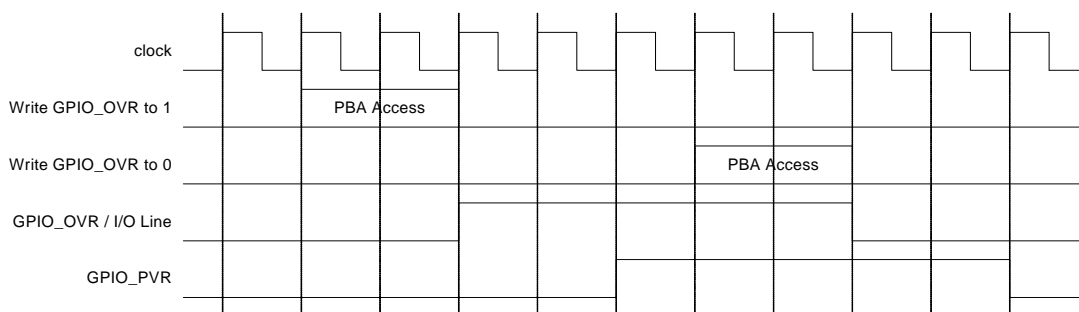 clock
Write GPIO_OVR to 1
PBA Access
Write GPIO_OVR to 0
PBA Access
GPIO_OVR / I/O Line
GPIO_PVR